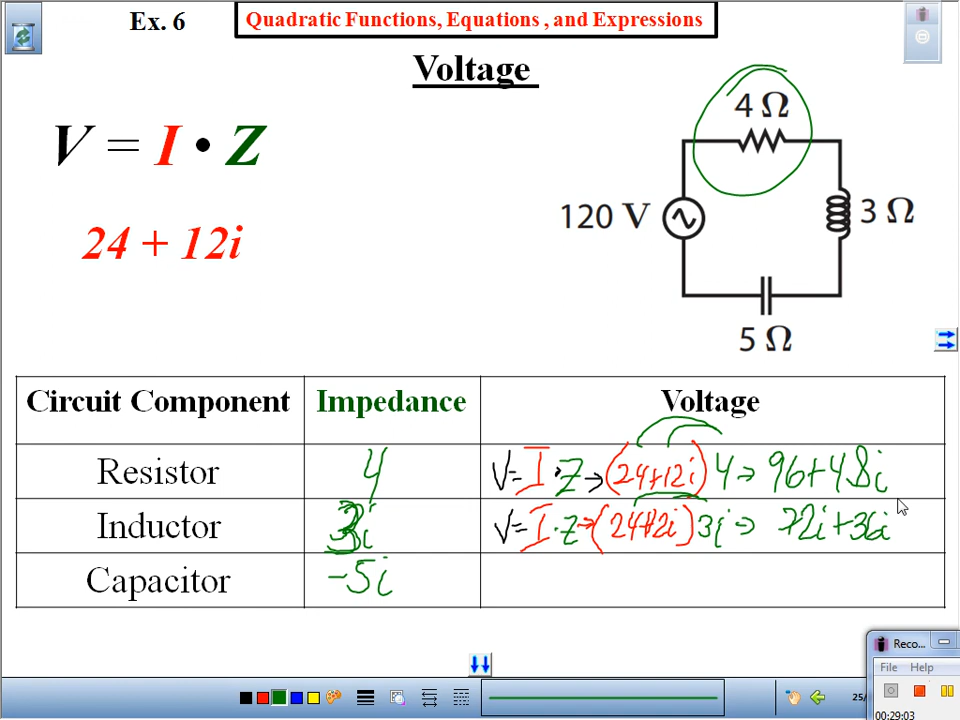 Ex. 6
Quadratic Functions, Equations , and Expressions
Voltage
V = I • Z
24 + 12i
4 Ω
120 V
3 Ω
5 Ω
Circuit Component Impedance Voltage
Resistor 4 V=I·Z→(24+12i)4→96+48i
Inductor 3i V=I·Z→(24+12i)3i→72i+36i
Capacitor -5i
Reco...
File Help
25/
00:29:03